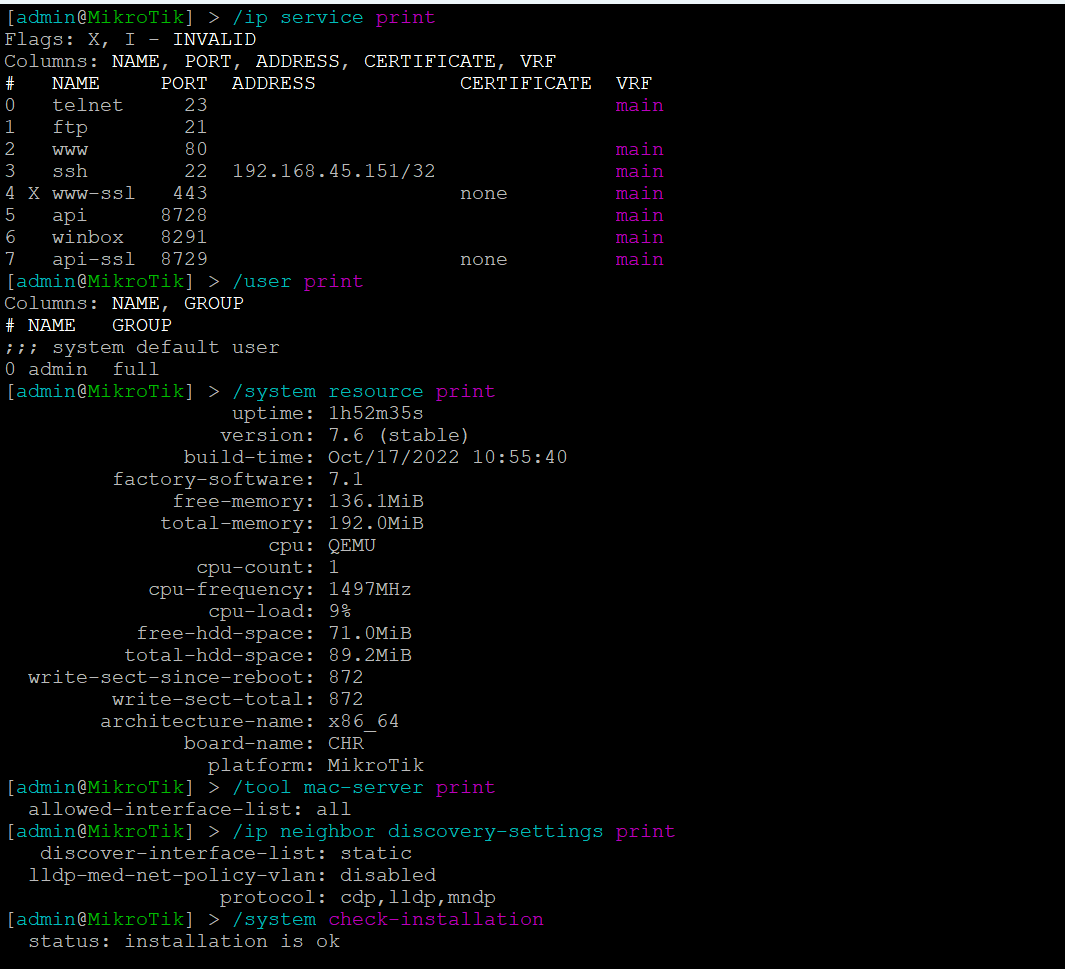 [admin@MikroTik] > /ip service print
Flags: X, I - INVALID
Columns: NAME, PORT, ADDRESS, CERTIFICATE, VRF
#   NAME     PORT  ADDRESS            CERTIFICATE  VRF
0   telnet     23                                  main
1   ftp        21
2   www        80                                  main
3   ssh        22  192.168.45.151/32               main
4 X www-ssl   443                     none         main
5   api      8728                                  main
6   winbox   8291                                  main
7   api-ssl  8729                     none         main
[admin@MikroTik] > /user print
Columns: NAME, GROUP
# NAME   GROUP
;;; system default user
0 admin  full
[admin@MikroTik] > /system resource print
                   uptime: 1h52m35s
                  version: 7.6 (stable)
               build-time: Oct/17/2022 10:55:40
         factory-software: 7.1
              free-memory: 136.1MiB
             total-memory: 192.0MiB
                      cpu: QEMU
                cpu-count: 1
            cpu-frequency: 1497MHz
                 cpu-load: 9%
           free-hdd-space: 71.0MiB
          total-hdd-space: 89.2MiB
  write-sect-since-reboot: 872
         write-sect-total: 872
        architecture-name: x86_64
               board-name: CHR
                 platform: MikroTik
[admin@MikroTik] > /tool mac-server print
  allowed-interface-list: all
[admin@MikroTik] > /ip neighbor discovery-settings print
   discover-interface-list: static
  lldp-med-net-policy-vlan: disabled
                  protocol: cdp,lldp,mndp
[admin@MikroTik] > /system check-installation
  status: installation is ok